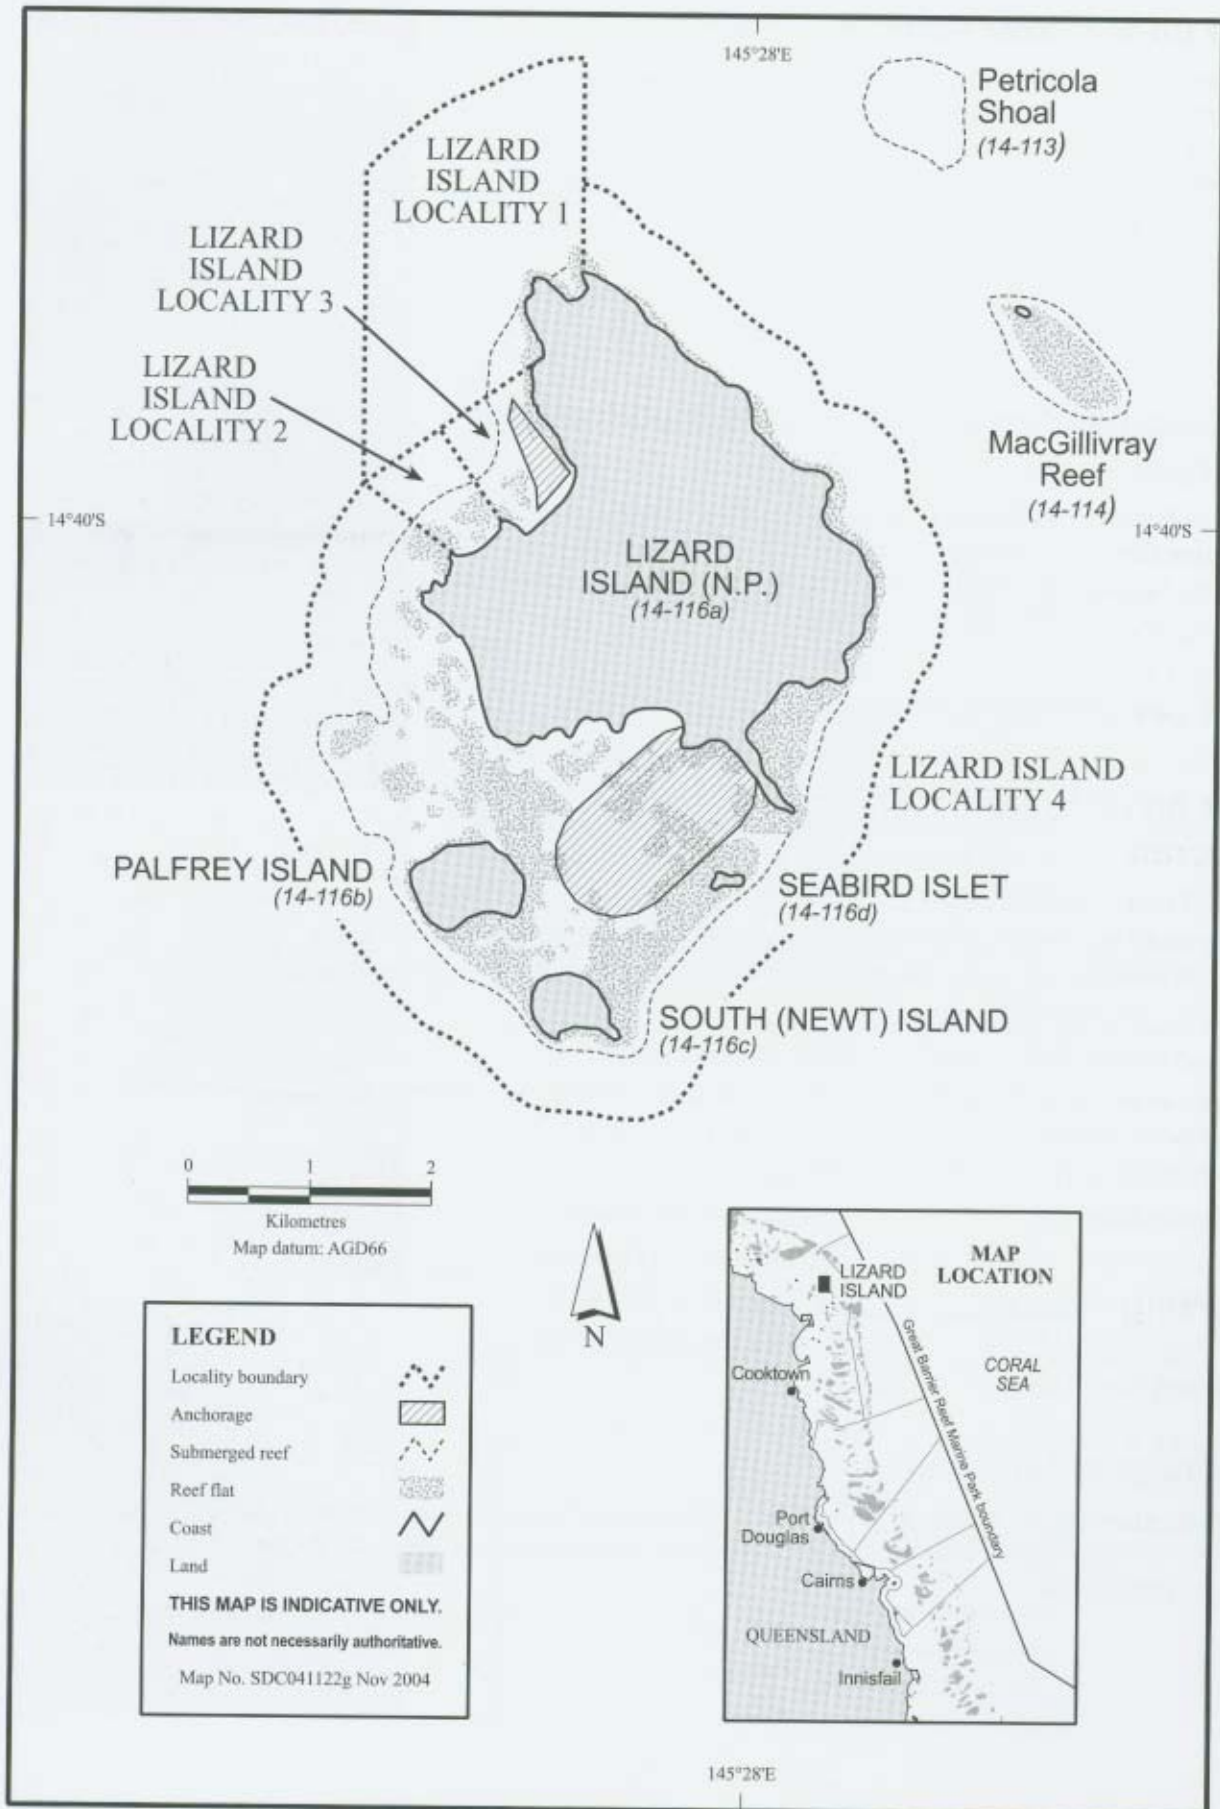 145°28'E
Petricola
Shoal
(14-113)
LIZARD
ISLAND
LOCALITY 1
LIZARD
ISLAND
LOCALITY 3
LIZARD
ISLAND
LOCALITY 2
MacGillivray
Reef
(14-114)
14°40'S
14°40'S
LIZARD
ISLAND (N.P.)
(14-116a)
LIZARD ISLAND
LOCALITY 4
PALFREY ISLAND
(14-116b)
SEABIRD ISLET
(14-116d)
SOUTH (NEWT) ISLAND
(14-116c)
0 1 2
Kilometres
Map datum: AGD66
N
LEGEND
Locality boundary
Anchorage
Submerged reef
Reef flat
Coast
Land
THIS MAP IS INDICATIVE ONLY.
Names are not necessarily authoritative.
Map No. SDC041122g Nov 2004
MAP
LOCATION
LIZARD
ISLAND
Great Barrier Reef Marine Park boundary
CORAL
SEA
Cooktown
Port
Douglas
Cairns
QUEENSLAND
Innisfail
145°28'E